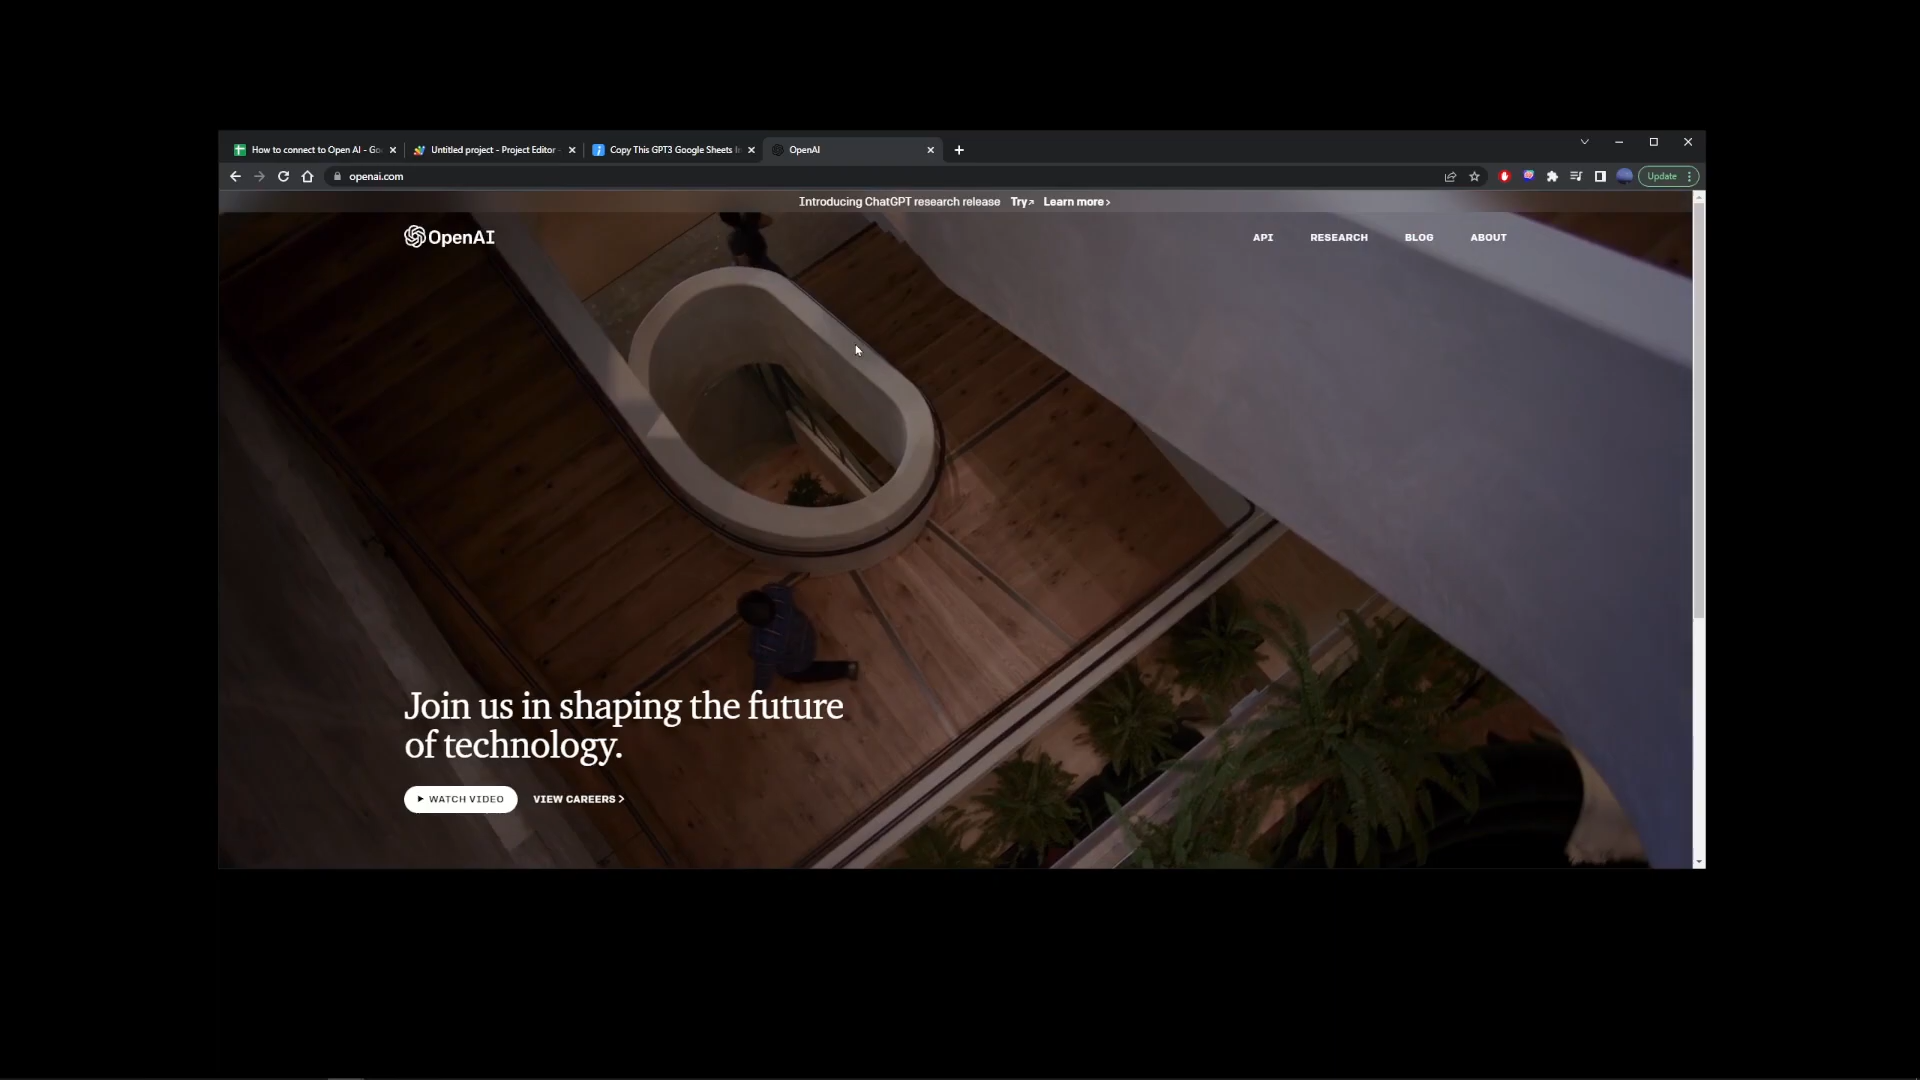 How to connect to Open AI - Go
Untitled project - Project Editor -
Copy This GPT3 Google Sheets I
OpenAI
openai.com
Update
Introducing ChatGPT research release Try↗ Learn more >
OpenAI
API RESEARCH BLOG ABOUT
Join us in shaping the future
of technology.
WATCH VIDEO VIEW CAREERS >